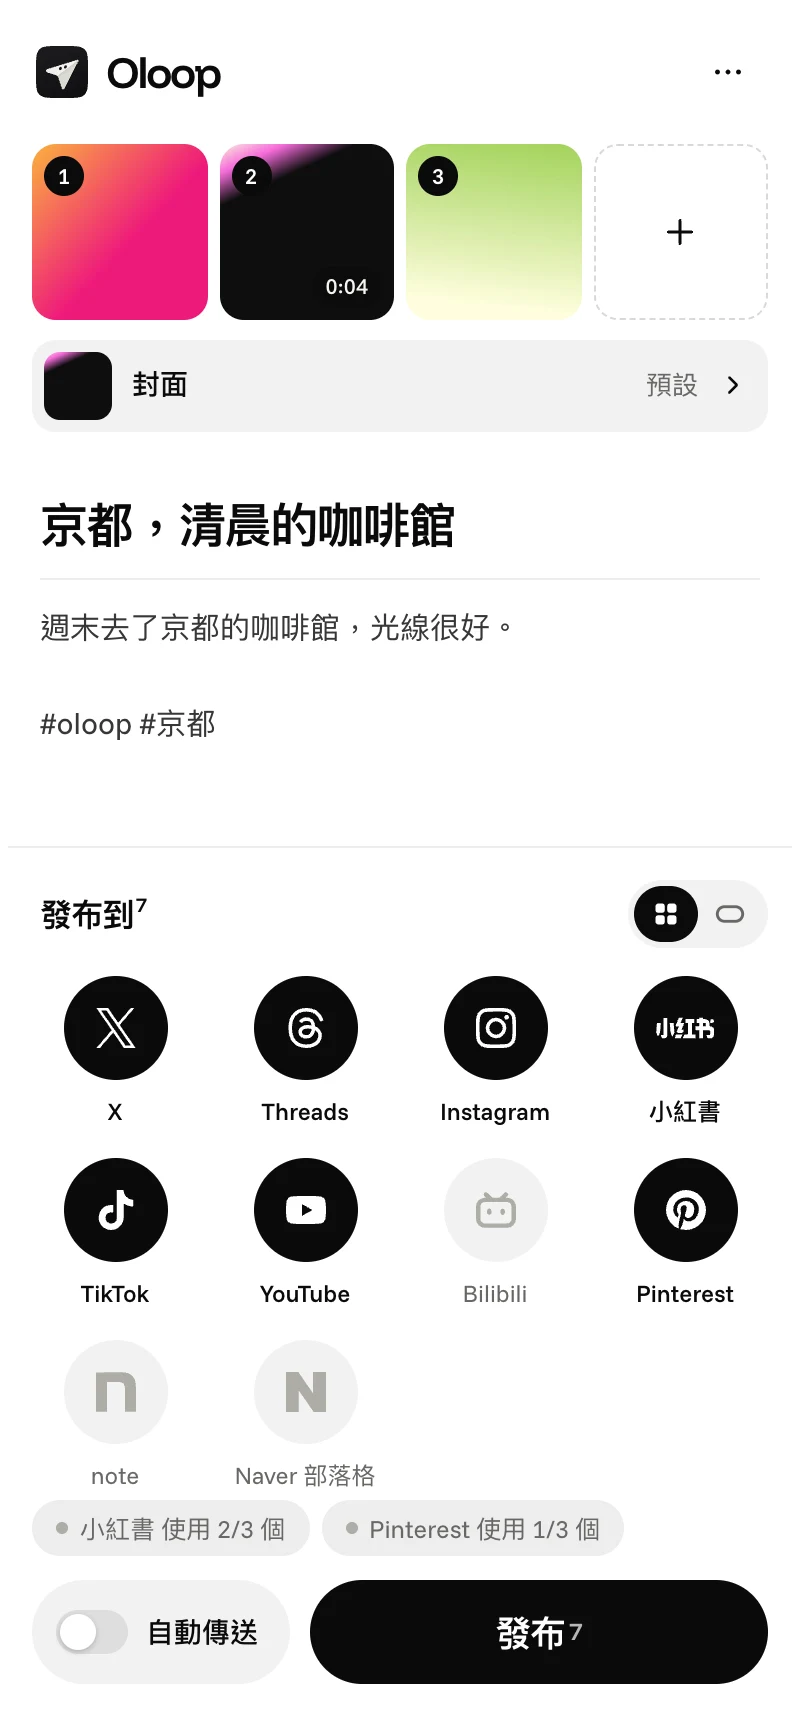 Oloop
1
2
0:04
3
封面
預設
京都，清晨的咖啡館
週末去了京都的咖啡館，光線很好。
#oloop #京都
發布到7
小红书
X
Threads
Instagram
小紅書
TikTok
YouTube
Bilibili
Pinterest
note
Naver 部落格
小紅書 使用 2/3 個
Pinterest 使用 1/3 個
自動傳送
發布7